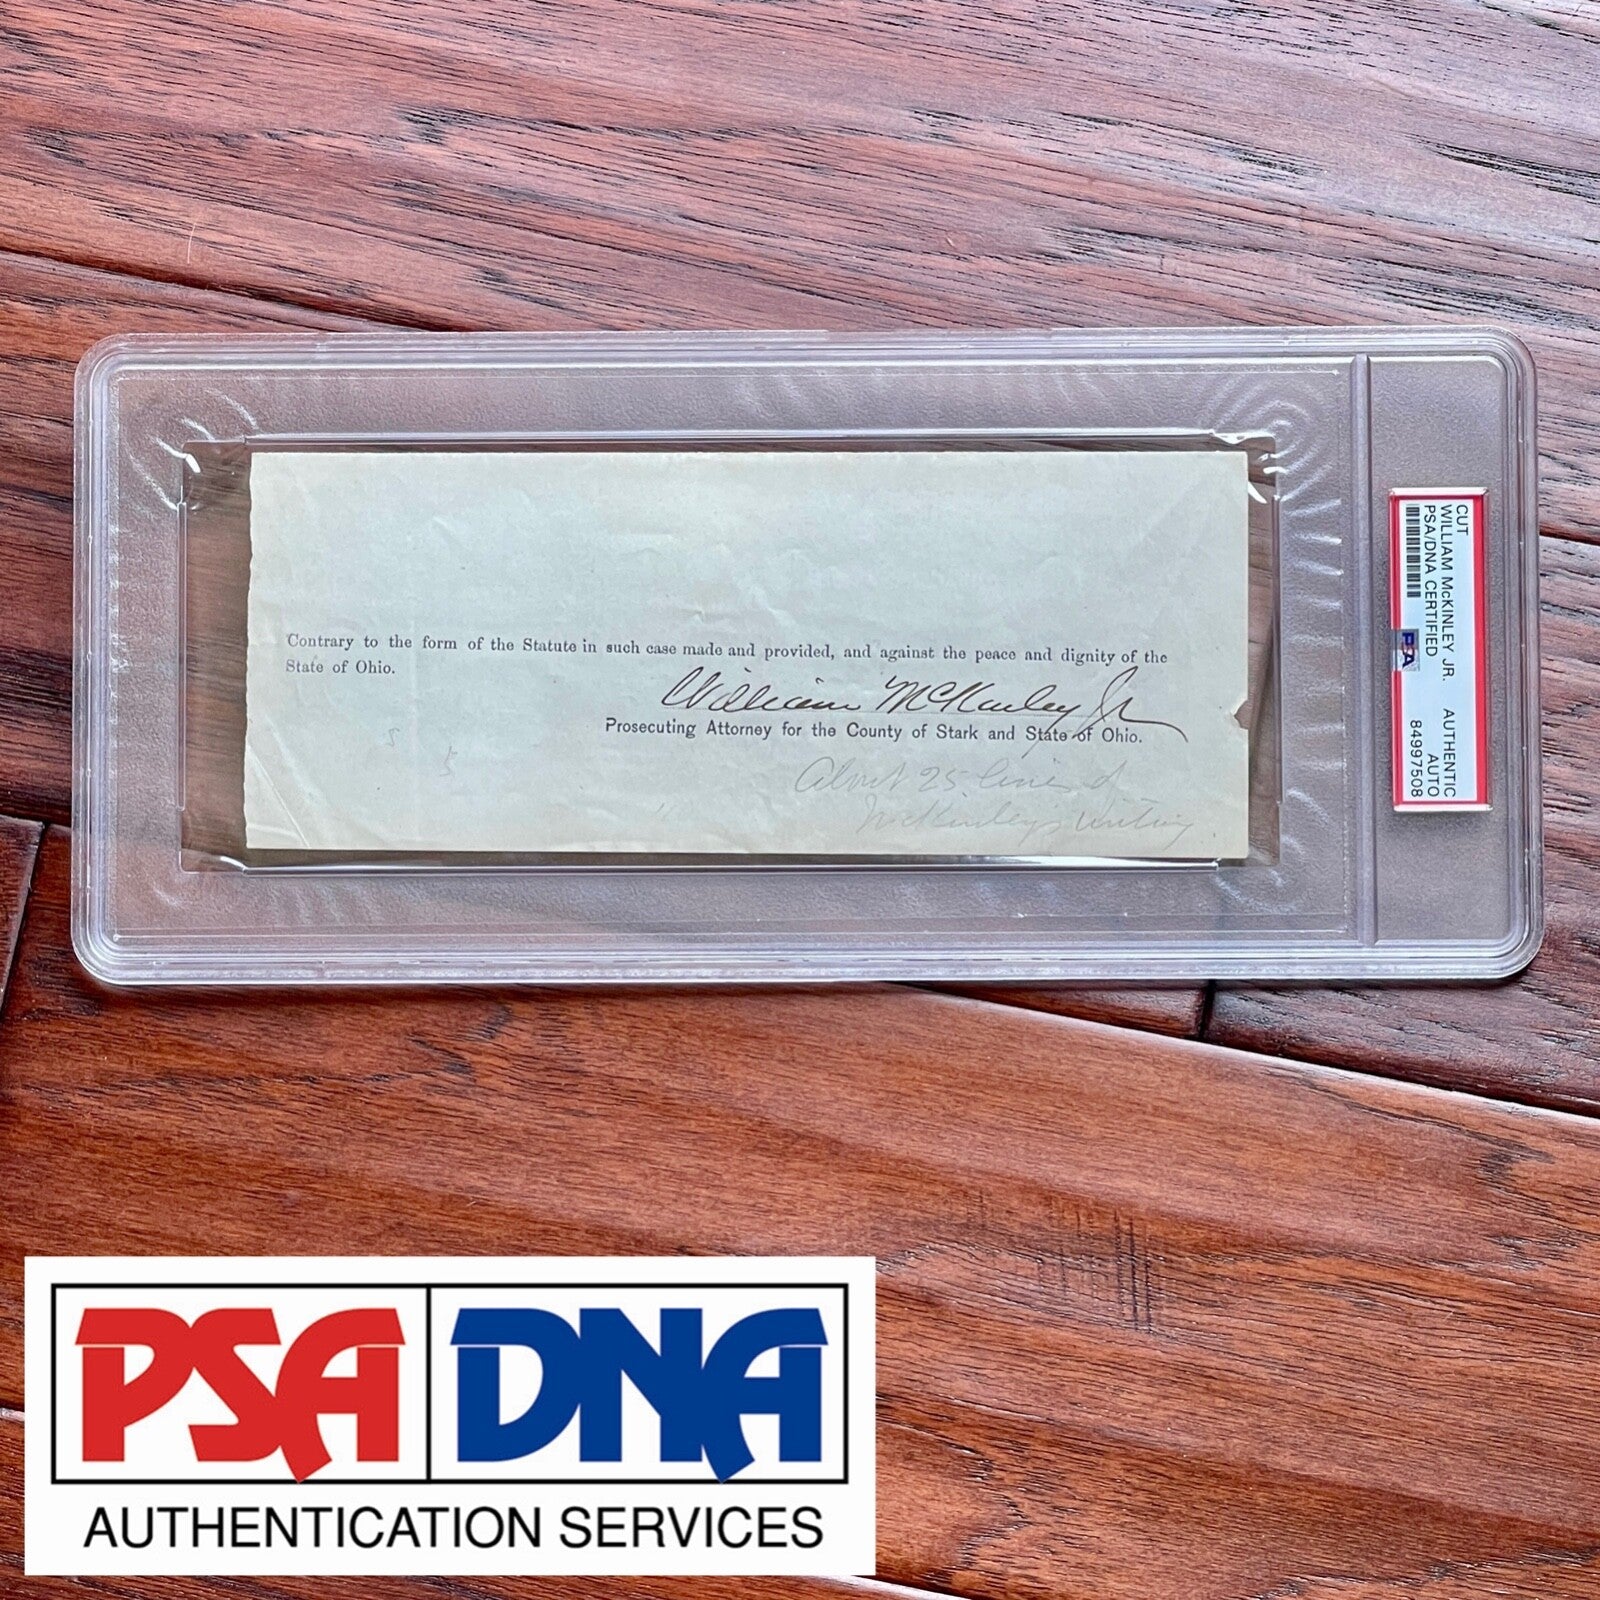 Contrary to the form of the Statute in such case made and provided, and against the peace and dignity of the
State of Ohio.
William McKinley Jr
Prosecuting Attorney for the County of Stark and State of Ohio.
About 25 lines of
McKinley's writing
5
CUT
WILLIAM McKINLEY JR. AUTHENTIC
PSA/DNA CERTIFIED AUTO
84997508
PSA
PSA DNA
AUTHENTICATION SERVICES